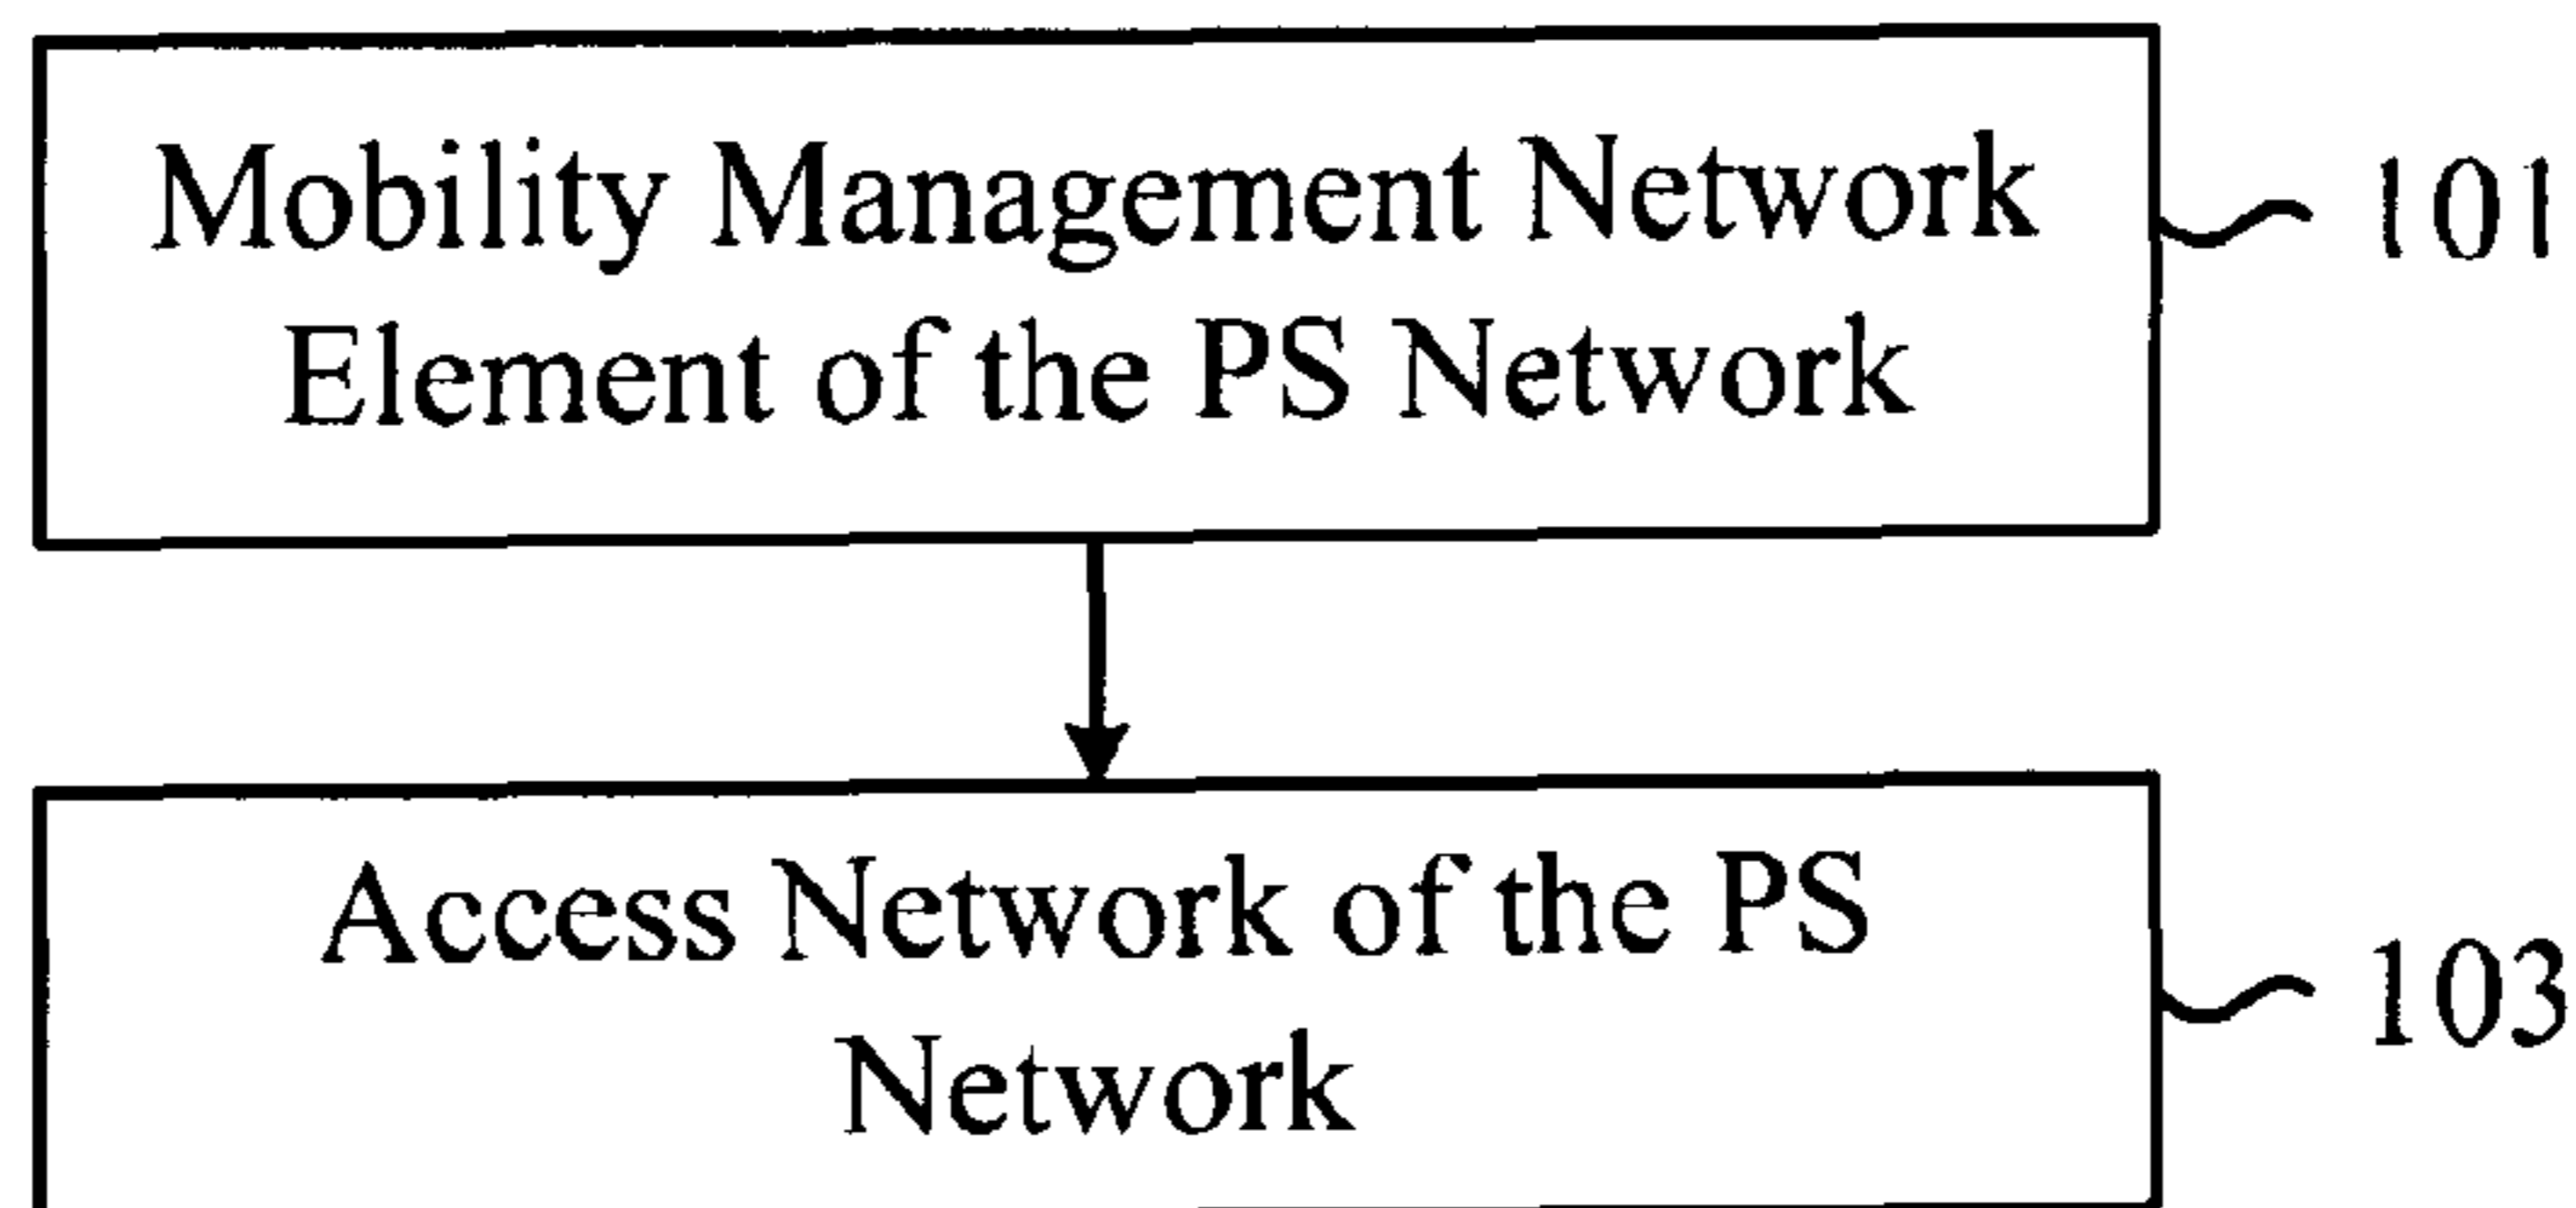 Mobility Management Network
Element of the PS Network
101
Access Network of the PS
Network
103